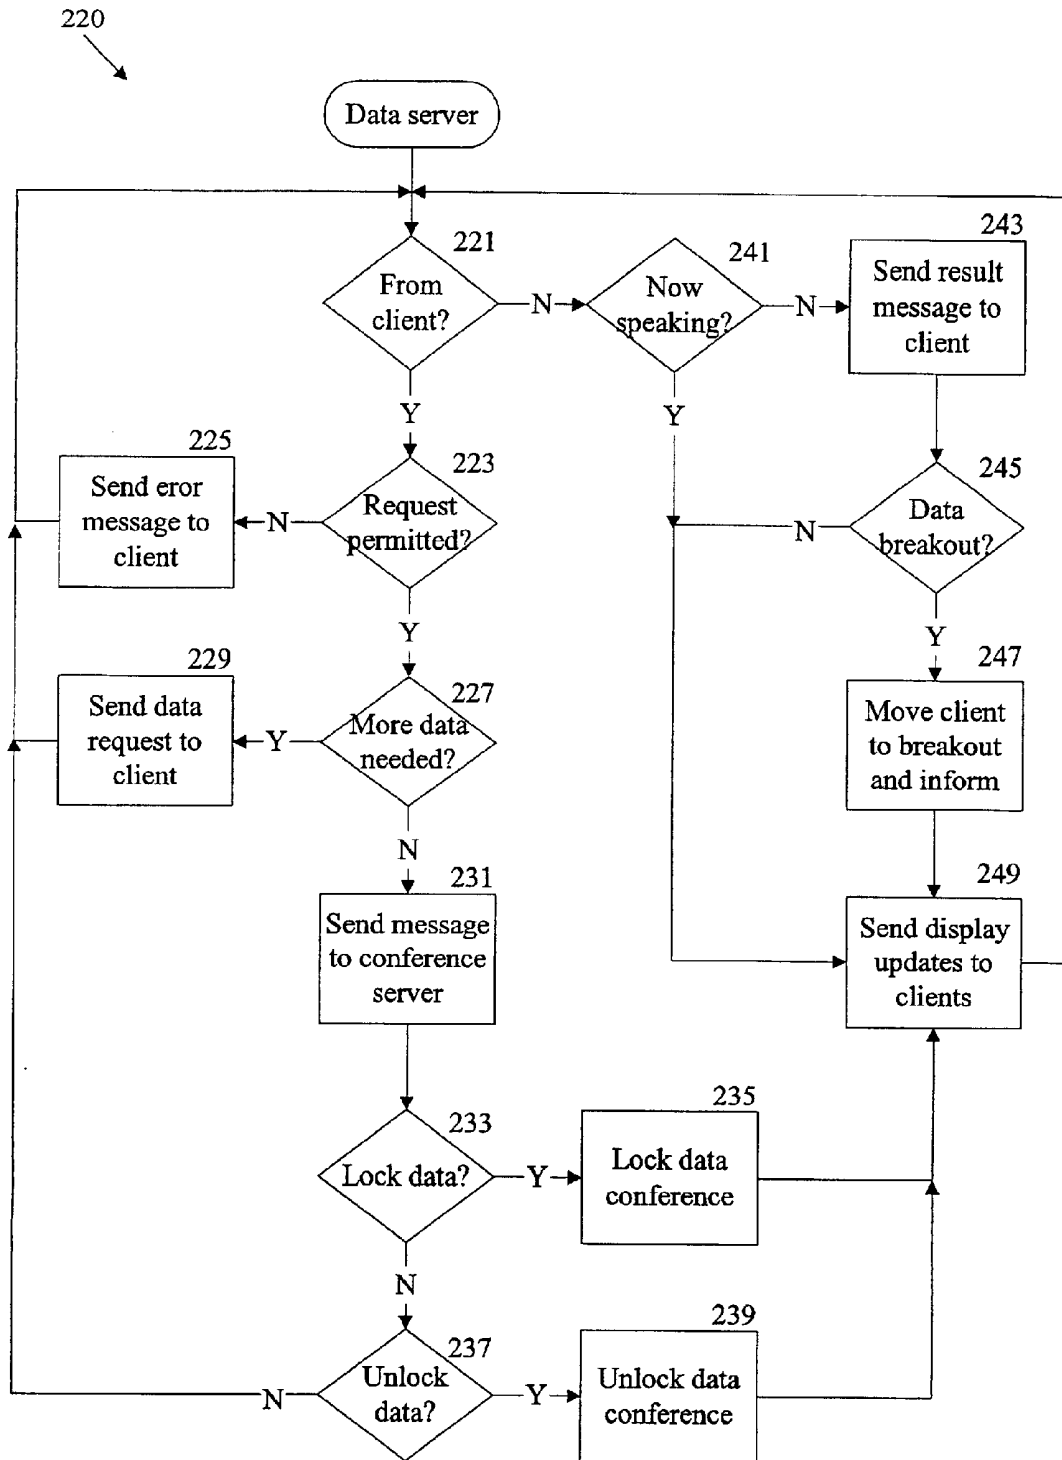 220
Data server
221
From
client?
N
241
Now
speaking?
N
243
Send result
message to
client
Y
Y
225
Send eror
message to
client
N
223
Request
permitted?
N
245
Data
breakout?
Y
Y
229
Send data
request to
client
Y
227
More data
needed?
247
Move client
to breakout
and inform
N
231
Send message
to conference
server
249
Send display
updates to
clients
233
Lock data?
Y
235
Lock data
conference
N
237
Unlock
data?
N
Y
239
Unlock data
conference